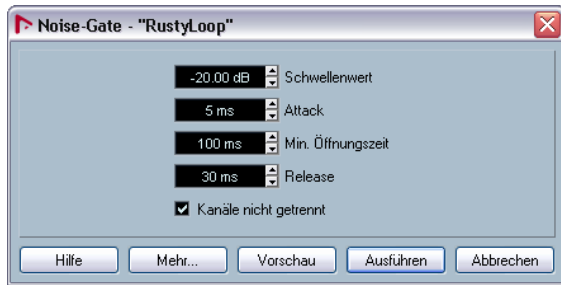 Noise-Gate - "RustyLoop"
-20.00 dB Schwellenwert
5 ms Attack
100 ms Min. Öffnungszeit
30 ms Release
Kanäle nicht getrennt
Hilfe Mehr... Vorschau Ausführen Abbrechen